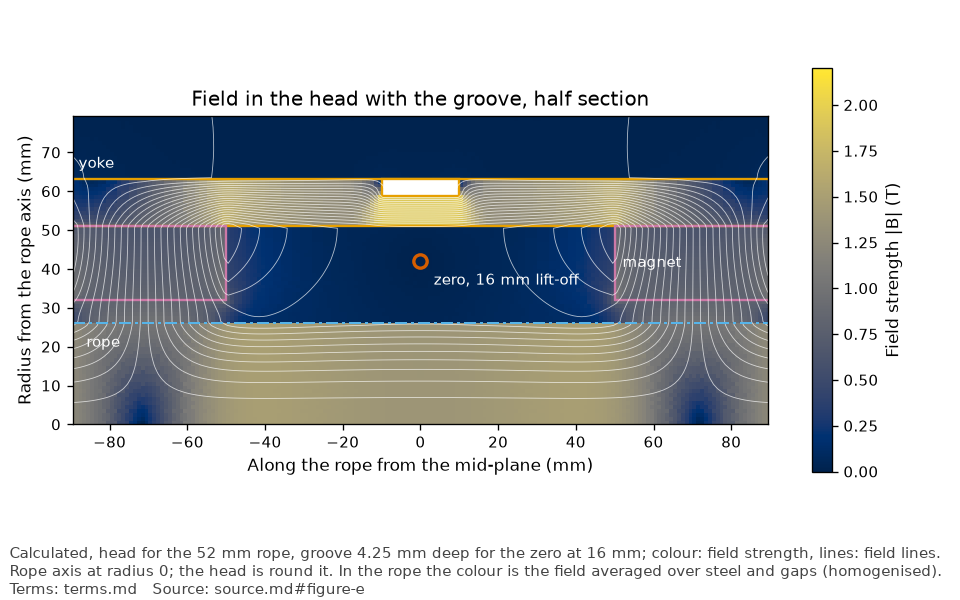 Field in the head with the groove, half section
Radius from the rope axis (mm)
70
60
50
40
30
20
10
0
yoke
magnet
zero, 16 mm lift-off
rope
−80
−60
−40
−20
0
20
40
60
80
Along the rope from the mid-plane (mm)
2.00
1.75
1.50
1.25
1.00
0.75
0.50
0.25
0.00
Field strength |B| (T)
Calculated, head for the 52 mm rope, groove 4.25 mm deep for the zero at 16 mm; colour: field strength, lines: field lines.
Rope axis at radius 0; the head is round it. In the rope the colour is the field averaged over steel and gaps (homogenised).
Terms: terms.md   Source: source.md#figure-e